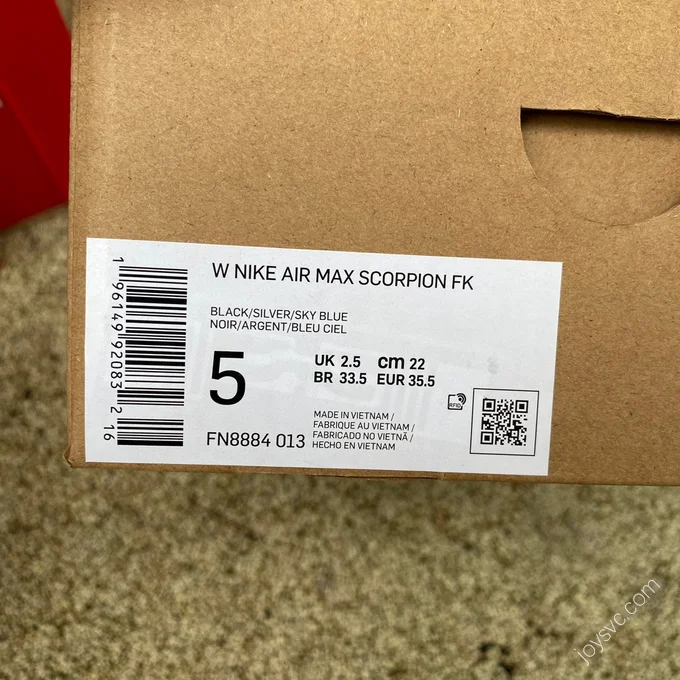 W NIKE AIR MAX SCORPION FK
BLACK/SILVER/SKY BLUE
NOIR/ARGENT/BLEU CIEL
5
UK 2.5 cm 22
BR 33.5 EUR 35.5
MADE IN VIETNAM /
FABRIQUE AU VIETNAM /
FABRICADO NO VIETNÃ /
HECHO EN VIETNAM
FN8884 013
RFID
1 96149 92083 2 16
joysvc.com